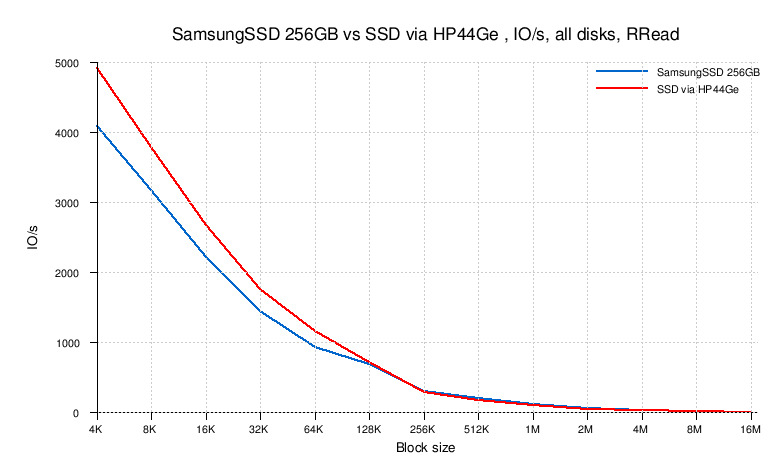 SamsungSSD 256GB vs SSD via HP44Ge , IO/s, all disks, RRead
SamsungSSD 256GB
SSD via HP44Ge
5000
4000
3000
2000
1000
0
IO/s
4K 8K 16K 32K 64K 128K 256K 512K 1M 2M 4M 8M 16M
Block size